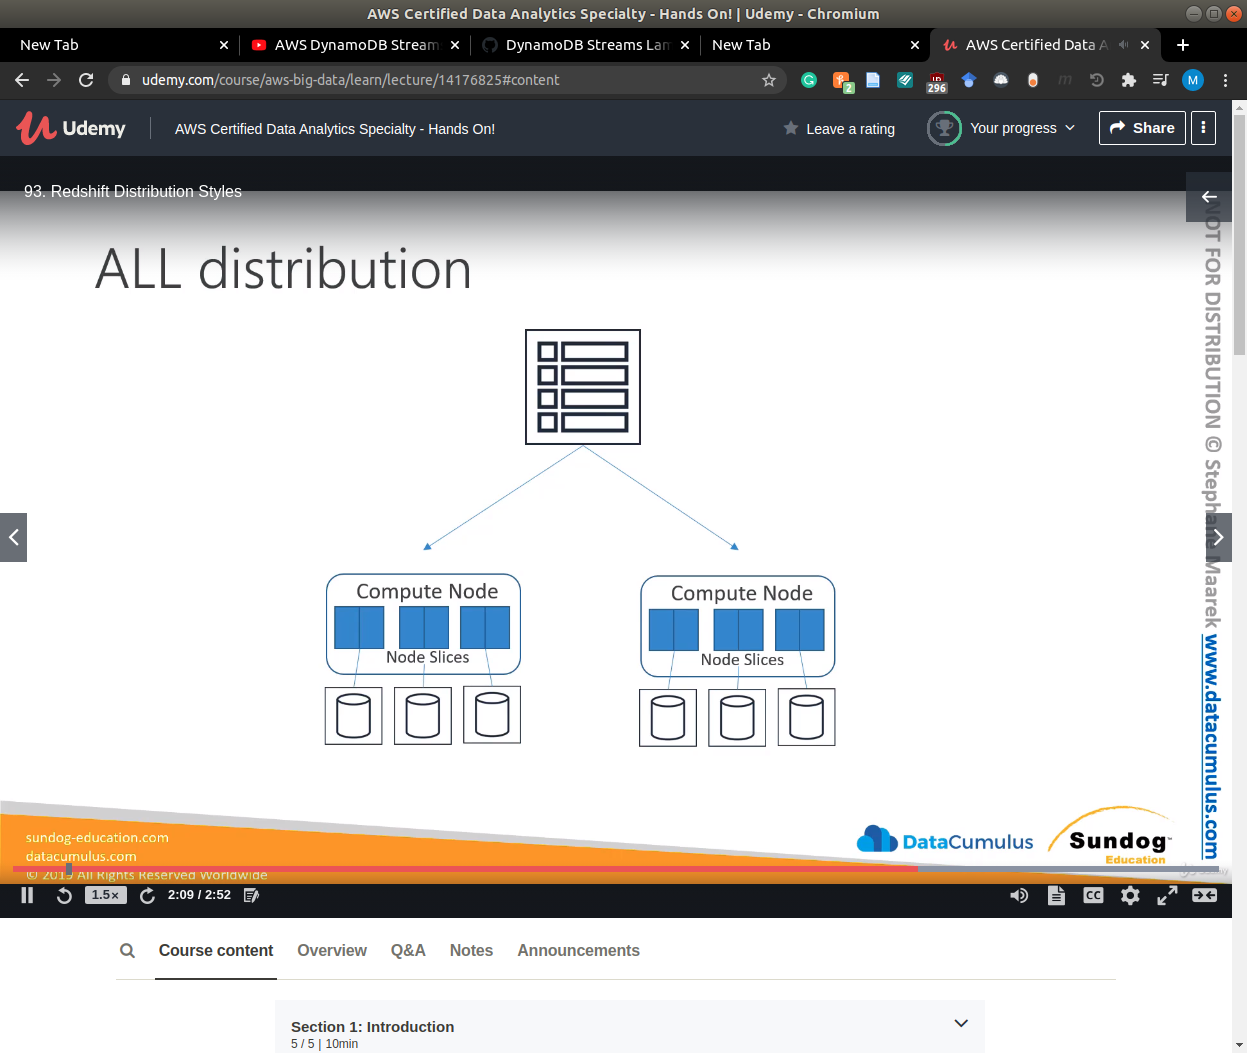 AWS Certified Data Analytics Specialty - Hands On! | Udemy - Chromium
New Tab
AWS DynamoDB Stream
DynamoDB Streams Lam
New Tab
AWS Certified Data A
udemy.com/course/aws-big-data/learn/lecture/14176825#content
2
296
M
Udemy
AWS Certified Data Analytics Specialty - Hands On!
Leave a rating
Your progress
Share
93. Redshift Distribution Styles
ALL distribution
Compute Node
Node Slices
Compute Node
Node Slices
NOT FOR DISTRIBUTION © Stephane Maarek www.datacumulus.com
sundog-education.com
datacumulus.com
© 2019 All Rights Reserved Worldwide
DataCumulus
Sundog
Education
1.5×
2:09 / 2:52
CC
Course content
Overview
Q&A
Notes
Announcements
Section 1: Introduction
5 / 5 | 10min